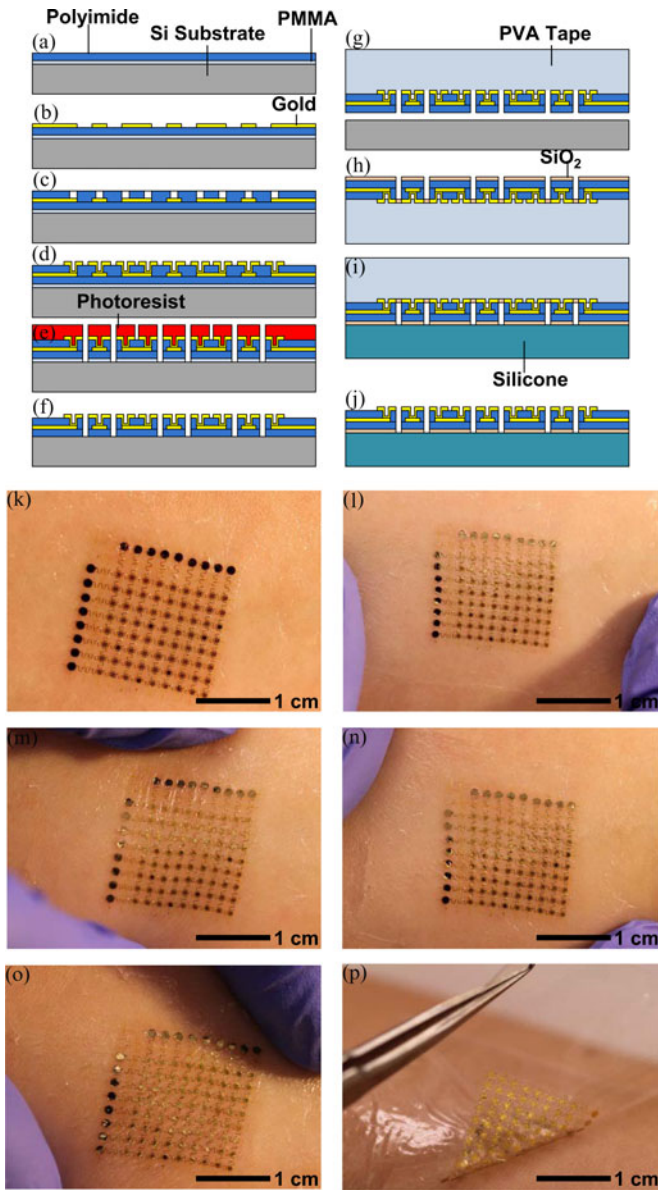 Polyimide
Si Substrate
PMMA
(a)
(b)
Gold
(c)
(d)
Photoresist
(e)
(f)
(g)
PVA Tape
(h)
SiO₂
(i)
Silicone
(j)
(k)
1 cm
(l)
1 cm
(m)
1 cm
(n)
1 cm
(o)
1 cm
(p)
1 cm